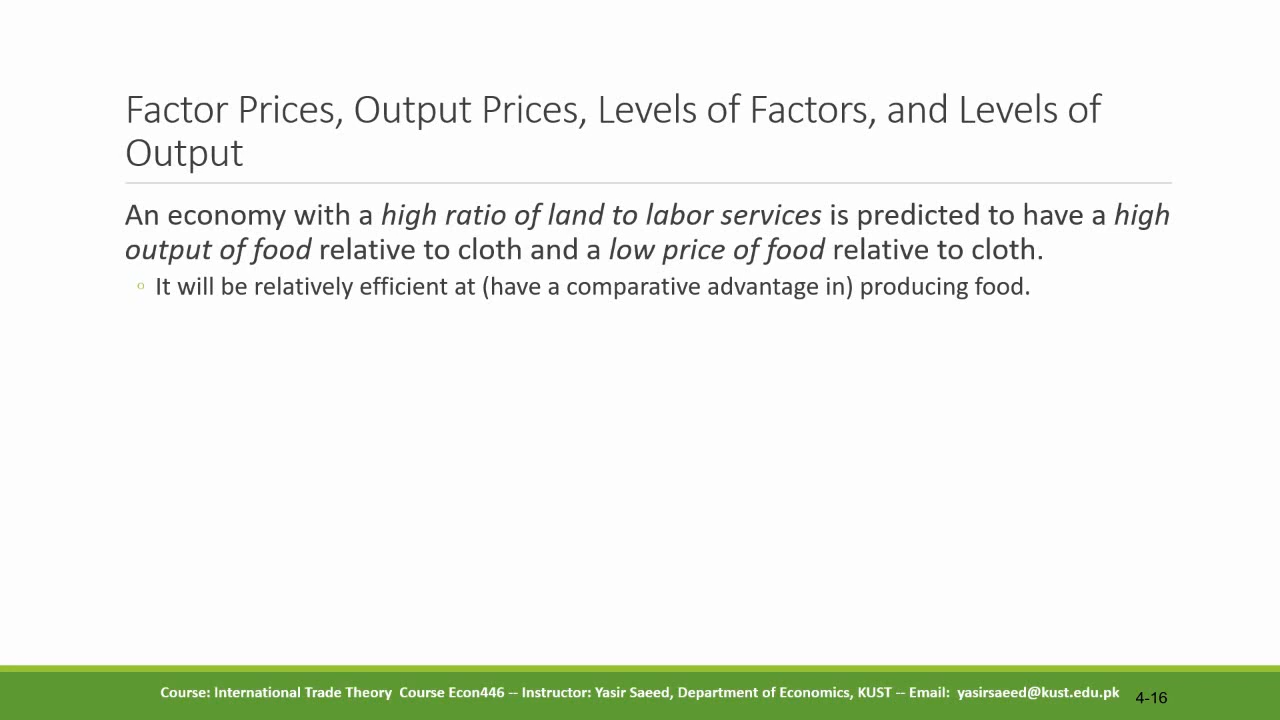 Factor Prices, Output Prices, Levels of Factors, and Levels of
Output
An economy with a high ratio of land to labor services is predicted to have a high
output of food relative to cloth and a low price of food relative to cloth.
◦ It will be relatively efficient at (have a comparative advantage in) producing food.
Course: International Trade Theory Course Econ446 -- Instructor: Yasir Saeed, Department of Economics, KUST -- Email: yasirsaeed@kust.edu.pk
4-16